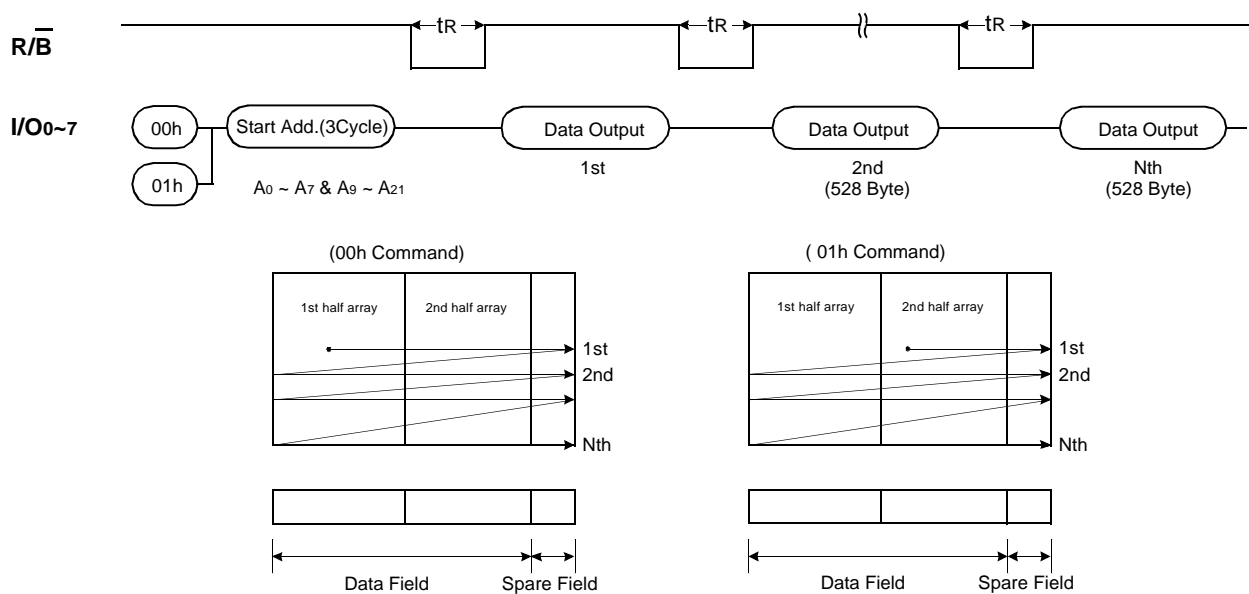 R/B̅
tR tR tR
I/O0~7
00h Start Add.(3Cycle) Data Output Data Output Data Output
01h
A0 ~ A7 & A9 ~ A21
1st
2nd
(528 Byte)
Nth
(528 Byte)
(00h Command)
1st half array 2nd half array
1st
2nd
Nth
Data Field Spare Field
( 01h Command)
1st half array 2nd half array
1st
2nd
Nth
Data Field Spare Field